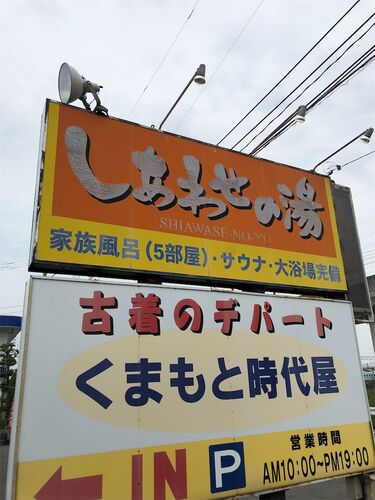 しあわせの湯
SHIAWASE-NO-YU
家族風呂(5部屋)・サウナ・大浴場完備
古着のデパート
くまもと時代屋
営業時間
IN P AM10:00~PM19:00